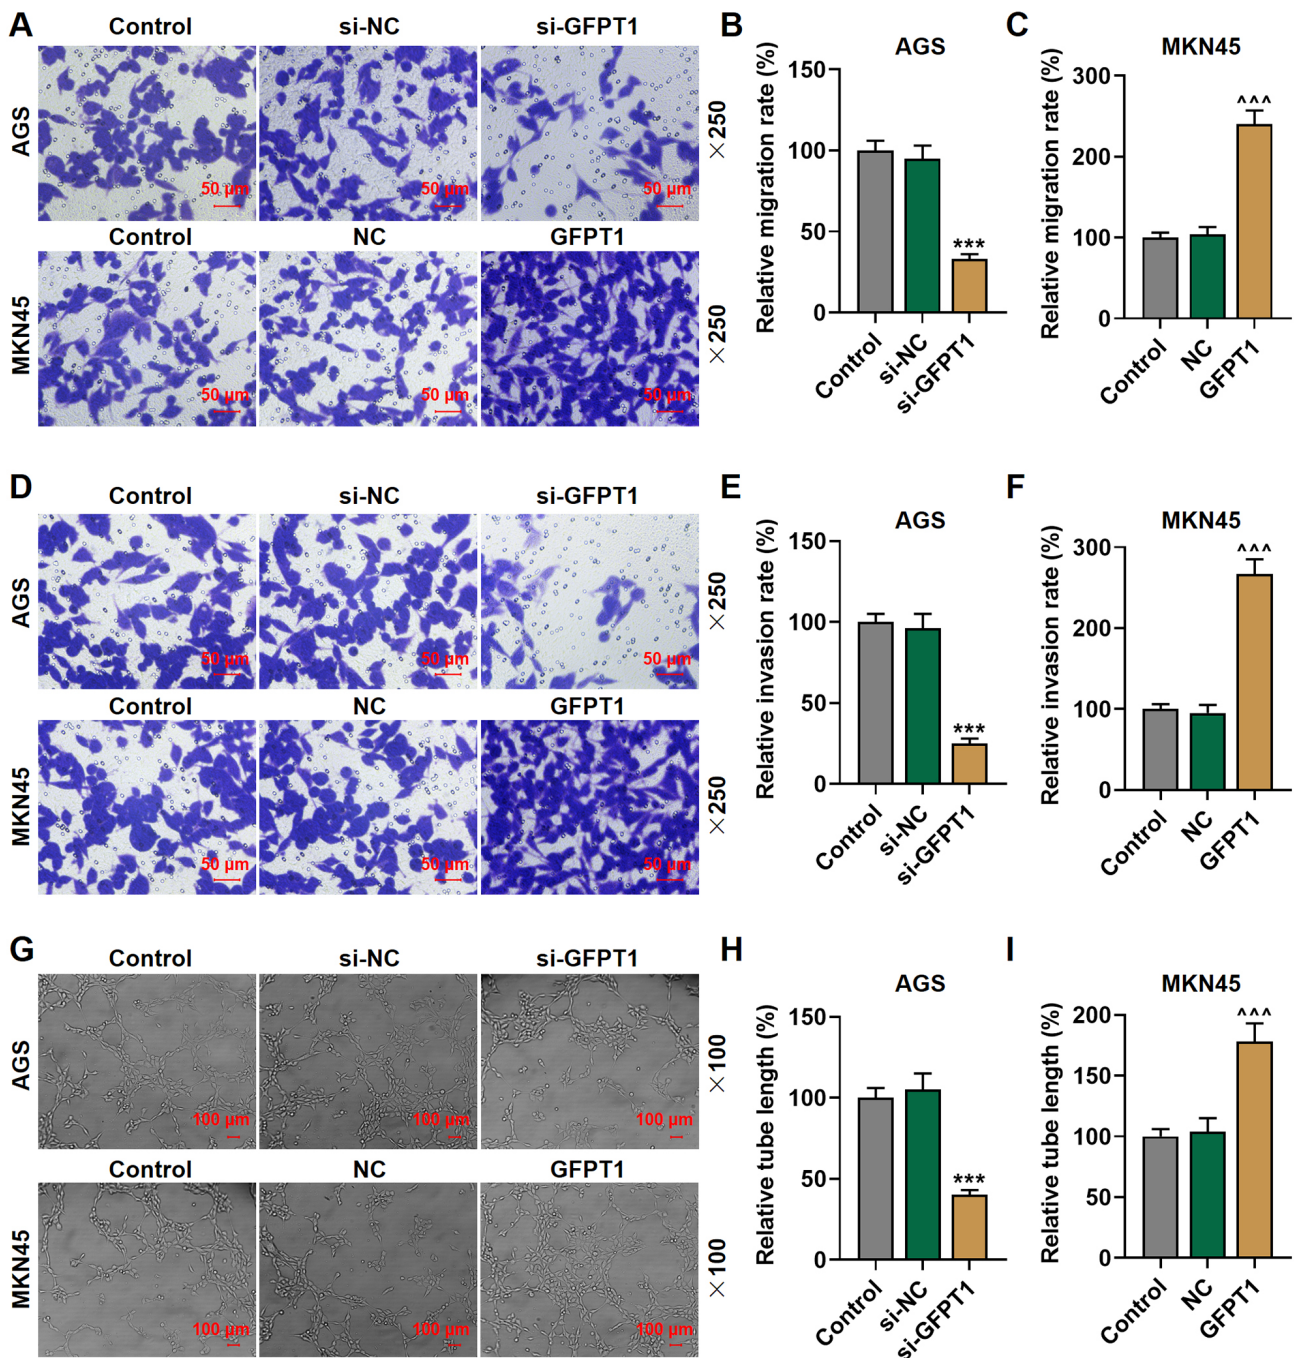 A
Control
si-NC
si-GFPT1
AGS
50 μm
50 μm
50 μm
×250
Control
NC
GFPT1
MKN45
50 μm
50 μm
50 μm
×250
B
AGS
Relative migration rate (%)
150
100
50
0
***
Control
si-NC
si-GFPT1
C
MKN45
Relative migration rate (%)
300
200
100
0
^^^
Control
NC
GFPT1
D
Control
si-NC
si-GFPT1
AGS
50 μm
50 μm
50 μm
×250
Control
NC
GFPT1
MKN45
50 μm
50 μm
50 μm
×250
E
AGS
Relative invasion rate (%)
150
100
50
0
***
Control
si-NC
si-GFPT1
F
MKN45
Relative invasion rate (%)
300
200
100
0
^^^
Control
NC
GFPT1
G
Control
si-NC
si-GFPT1
AGS
100 μm
100 μm
100 μm
×100
Control
NC
GFPT1
MKN45
100 μm
100 μm
100 μm
×100
H
AGS
Relative tube length (%)
150
100
50
0
***
Control
si-NC
si-GFPT1
I
MKN45
Relative tube length (%)
200
150
100
50
0
^^^
Control
NC
GFPT1